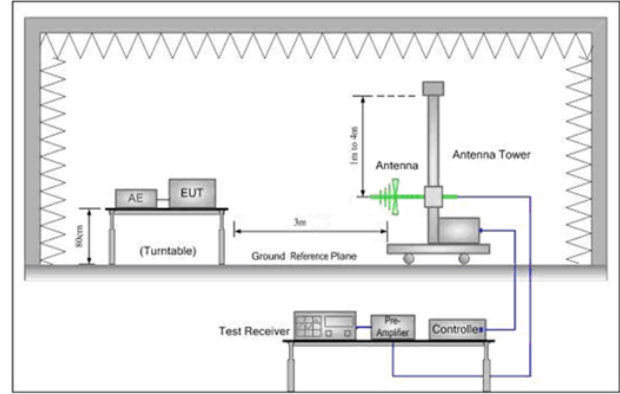 1m to 4m
Antenna
Antenna Tower
AE
EUT
80cm
3m
(Turntable)
Ground Reference Plane
Test Receiver
Pre-
Amplifier
Controller